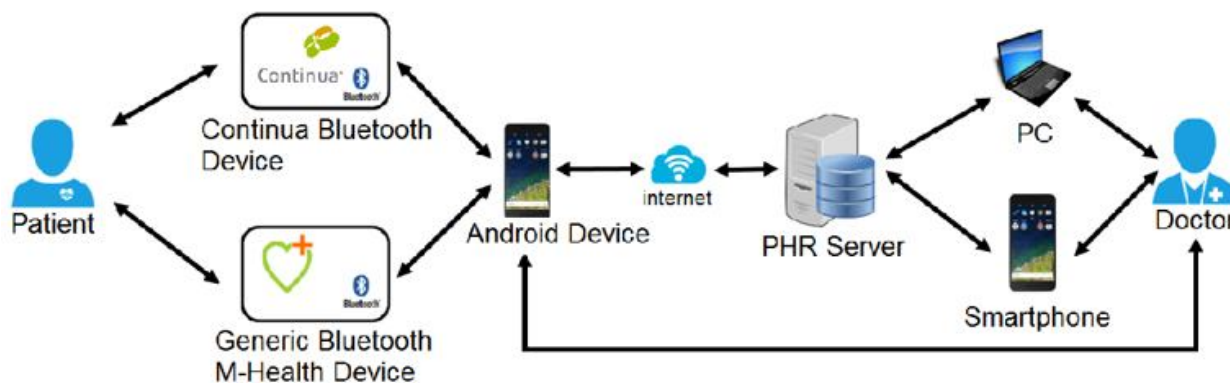 Continua
Bluetooth
Continua Bluetooth
Device
Patient
Bluetooth
Generic Bluetooth
M-Health Device
Android Device
internet
PHR Server
PC
Smartphone
Doctor